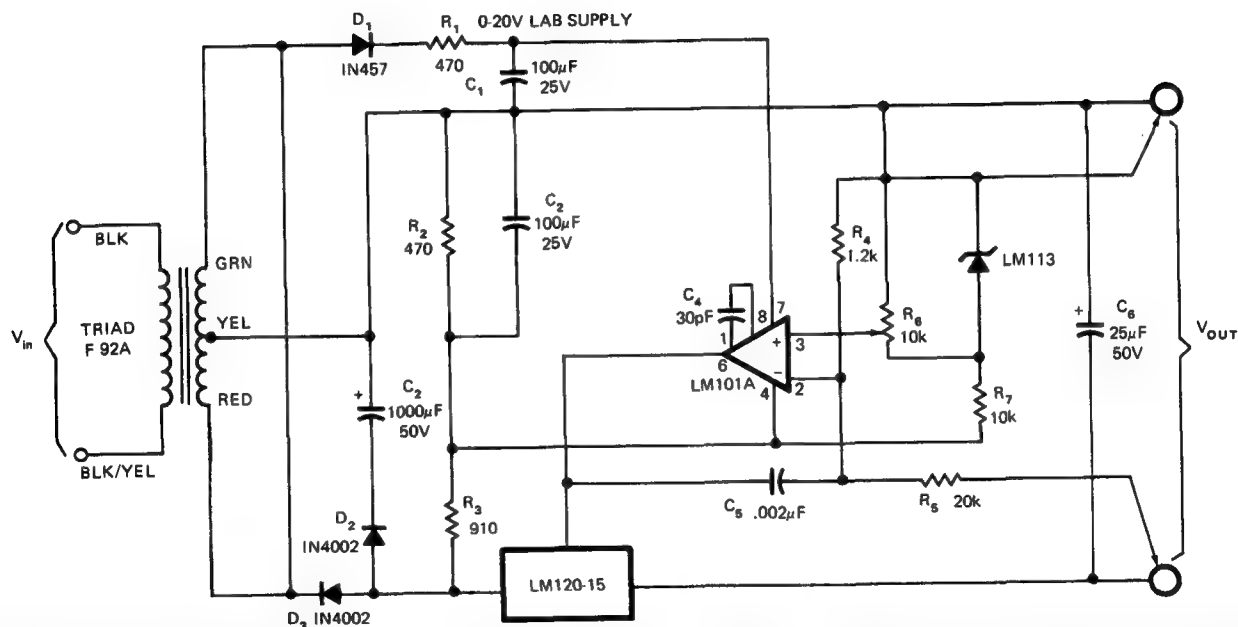 0-20V LAB SUPPLY
D1
IN457
R1
470
C1
100µF
25V
Vin
BLK
TRIAD
F 92A
BLK/YEL
GRN
YEL
RED
R2
470
C2
100µF
25V
C2
+
1000µF
50V
D2
IN4002
D3 IN4002
R3
910
LM120-15
C4
30pF
1
8
7
6
+
3
−
2
4
LM101A
R4
1.2k
R6
10k
LM113
R7
10k
C5 .002µF
R5 20k
+
C6
25µF
50V
VOUT